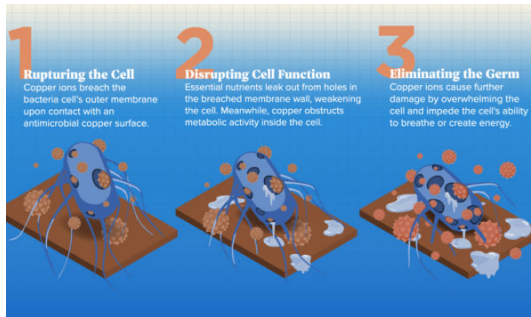 1
Rupturing the Cell
Copper ions breach the
bacteria cell's outer membrane
upon contact with an
antimicrobial copper surface.
2
Disrupting Cell Function
Essential nutrients leak out from holes in
the breached membrane wall, weakening
the cell. Meanwhile, copper obstructs
metabolic activity inside the cell.
3
Eliminating the Germ
Copper ions cause further
damage by overwhelming the
cell and impede the cell's ability
to breathe or create energy.